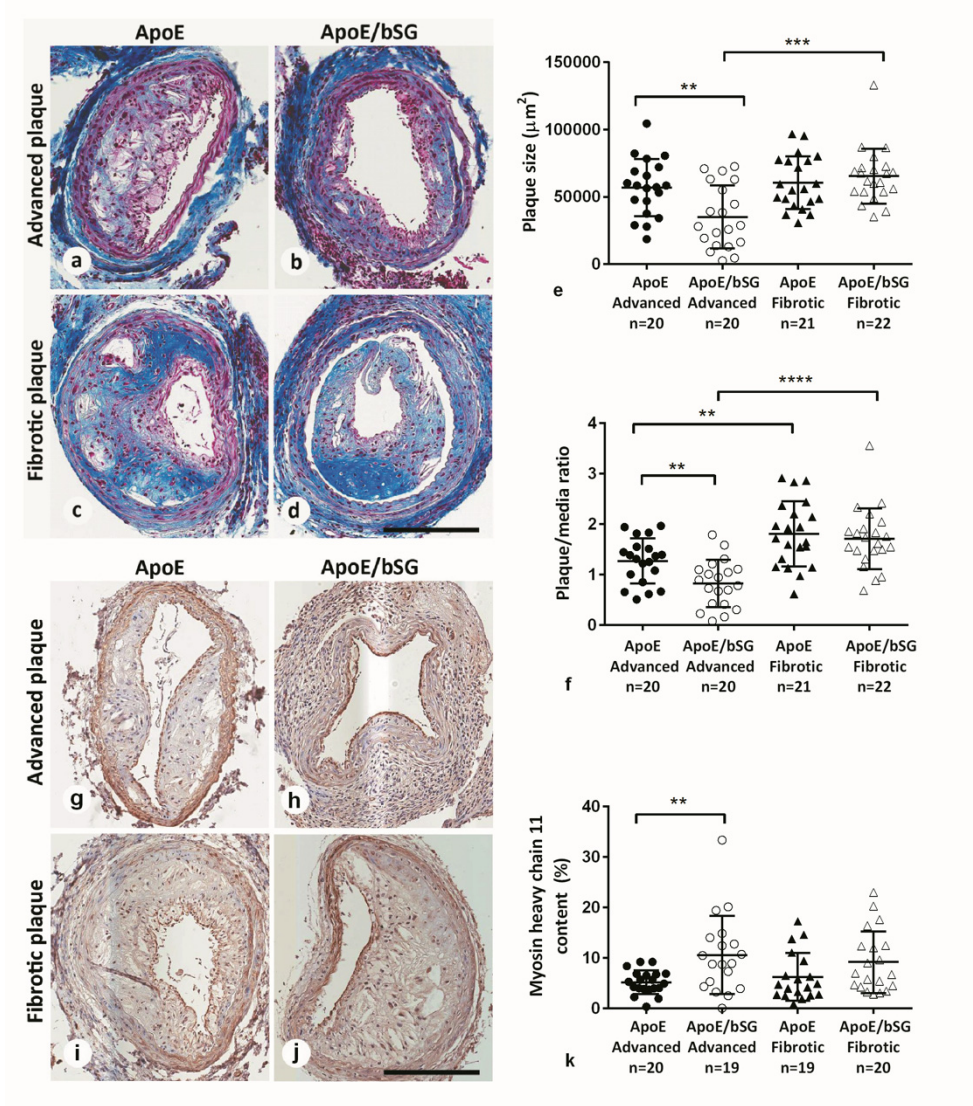 ApoE
ApoE/bSG
Advanced plaque
a
b
Fibrotic plaque
c
d
ApoE
ApoE/bSG
Advanced plaque
g
h
Fibrotic plaque
i
j
Plaque size (µm²)
150000
100000
50000
0
**
***
e
ApoE ApoE/bSG ApoE ApoE/bSG
Advanced Advanced Fibrotic Fibrotic
n=20 n=20 n=21 n=22
Plaque/media ratio
4
3
2
1
0
****
**
**
f
ApoE ApoE/bSG ApoE ApoE/bSG
Advanced Advanced Fibrotic Fibrotic
n=20 n=20 n=21 n=22
Myosin heavy chain 11
content (%)
40
30
20
10
0
**
k
ApoE ApoE/bSG ApoE ApoE/bSG
Advanced Advanced Fibrotic Fibrotic
n=20 n=19 n=19 n=20